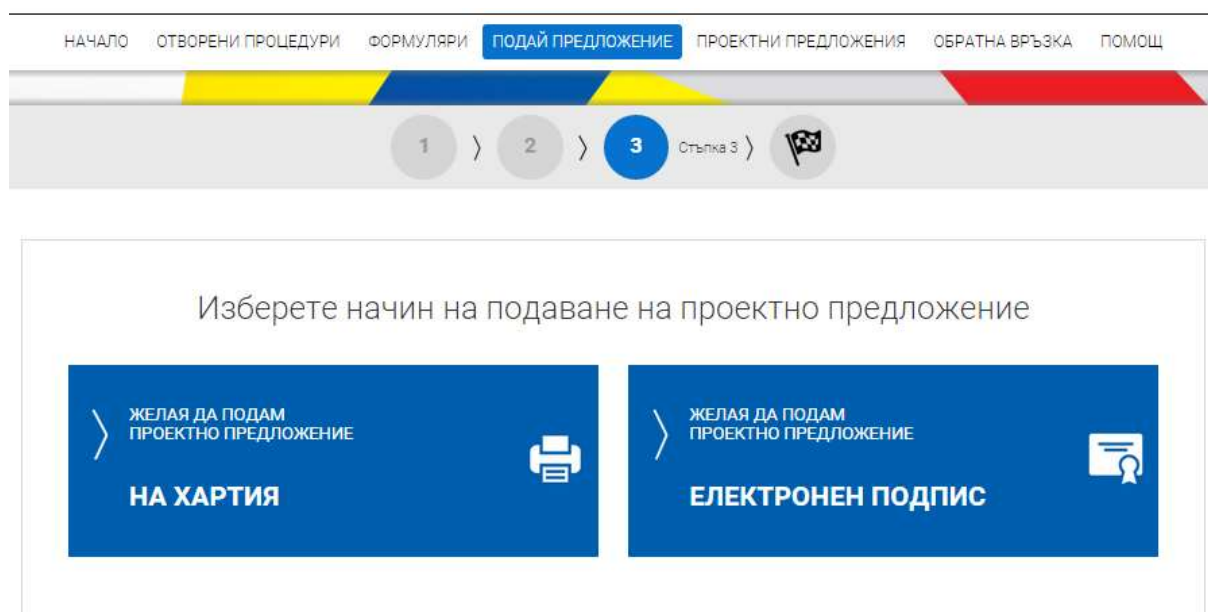 НАЧАЛО ОТВОРЕНИ ПРОЦЕДУРИ ФОРМУЛЯРИ ПОДАЙ ПРЕДЛОЖЕНИЕ ПРОЕКТНИ ПРЕДЛОЖЕНИЯ ОБРАТНА ВРЪЗКА ПОМОЩ
1 2 3 Стъпка 3
Изберете начин на подаване на проектно предложение
ЖЕЛАЯ ДА ПОДАМ
ПРОЕКТНО ПРЕДЛОЖЕНИЕ
НА ХАРТИЯ
ЖЕЛАЯ ДА ПОДАМ
ПРОЕКТНО ПРЕДЛОЖЕНИЕ
ЕЛЕКТРОНЕН ПОДПИС